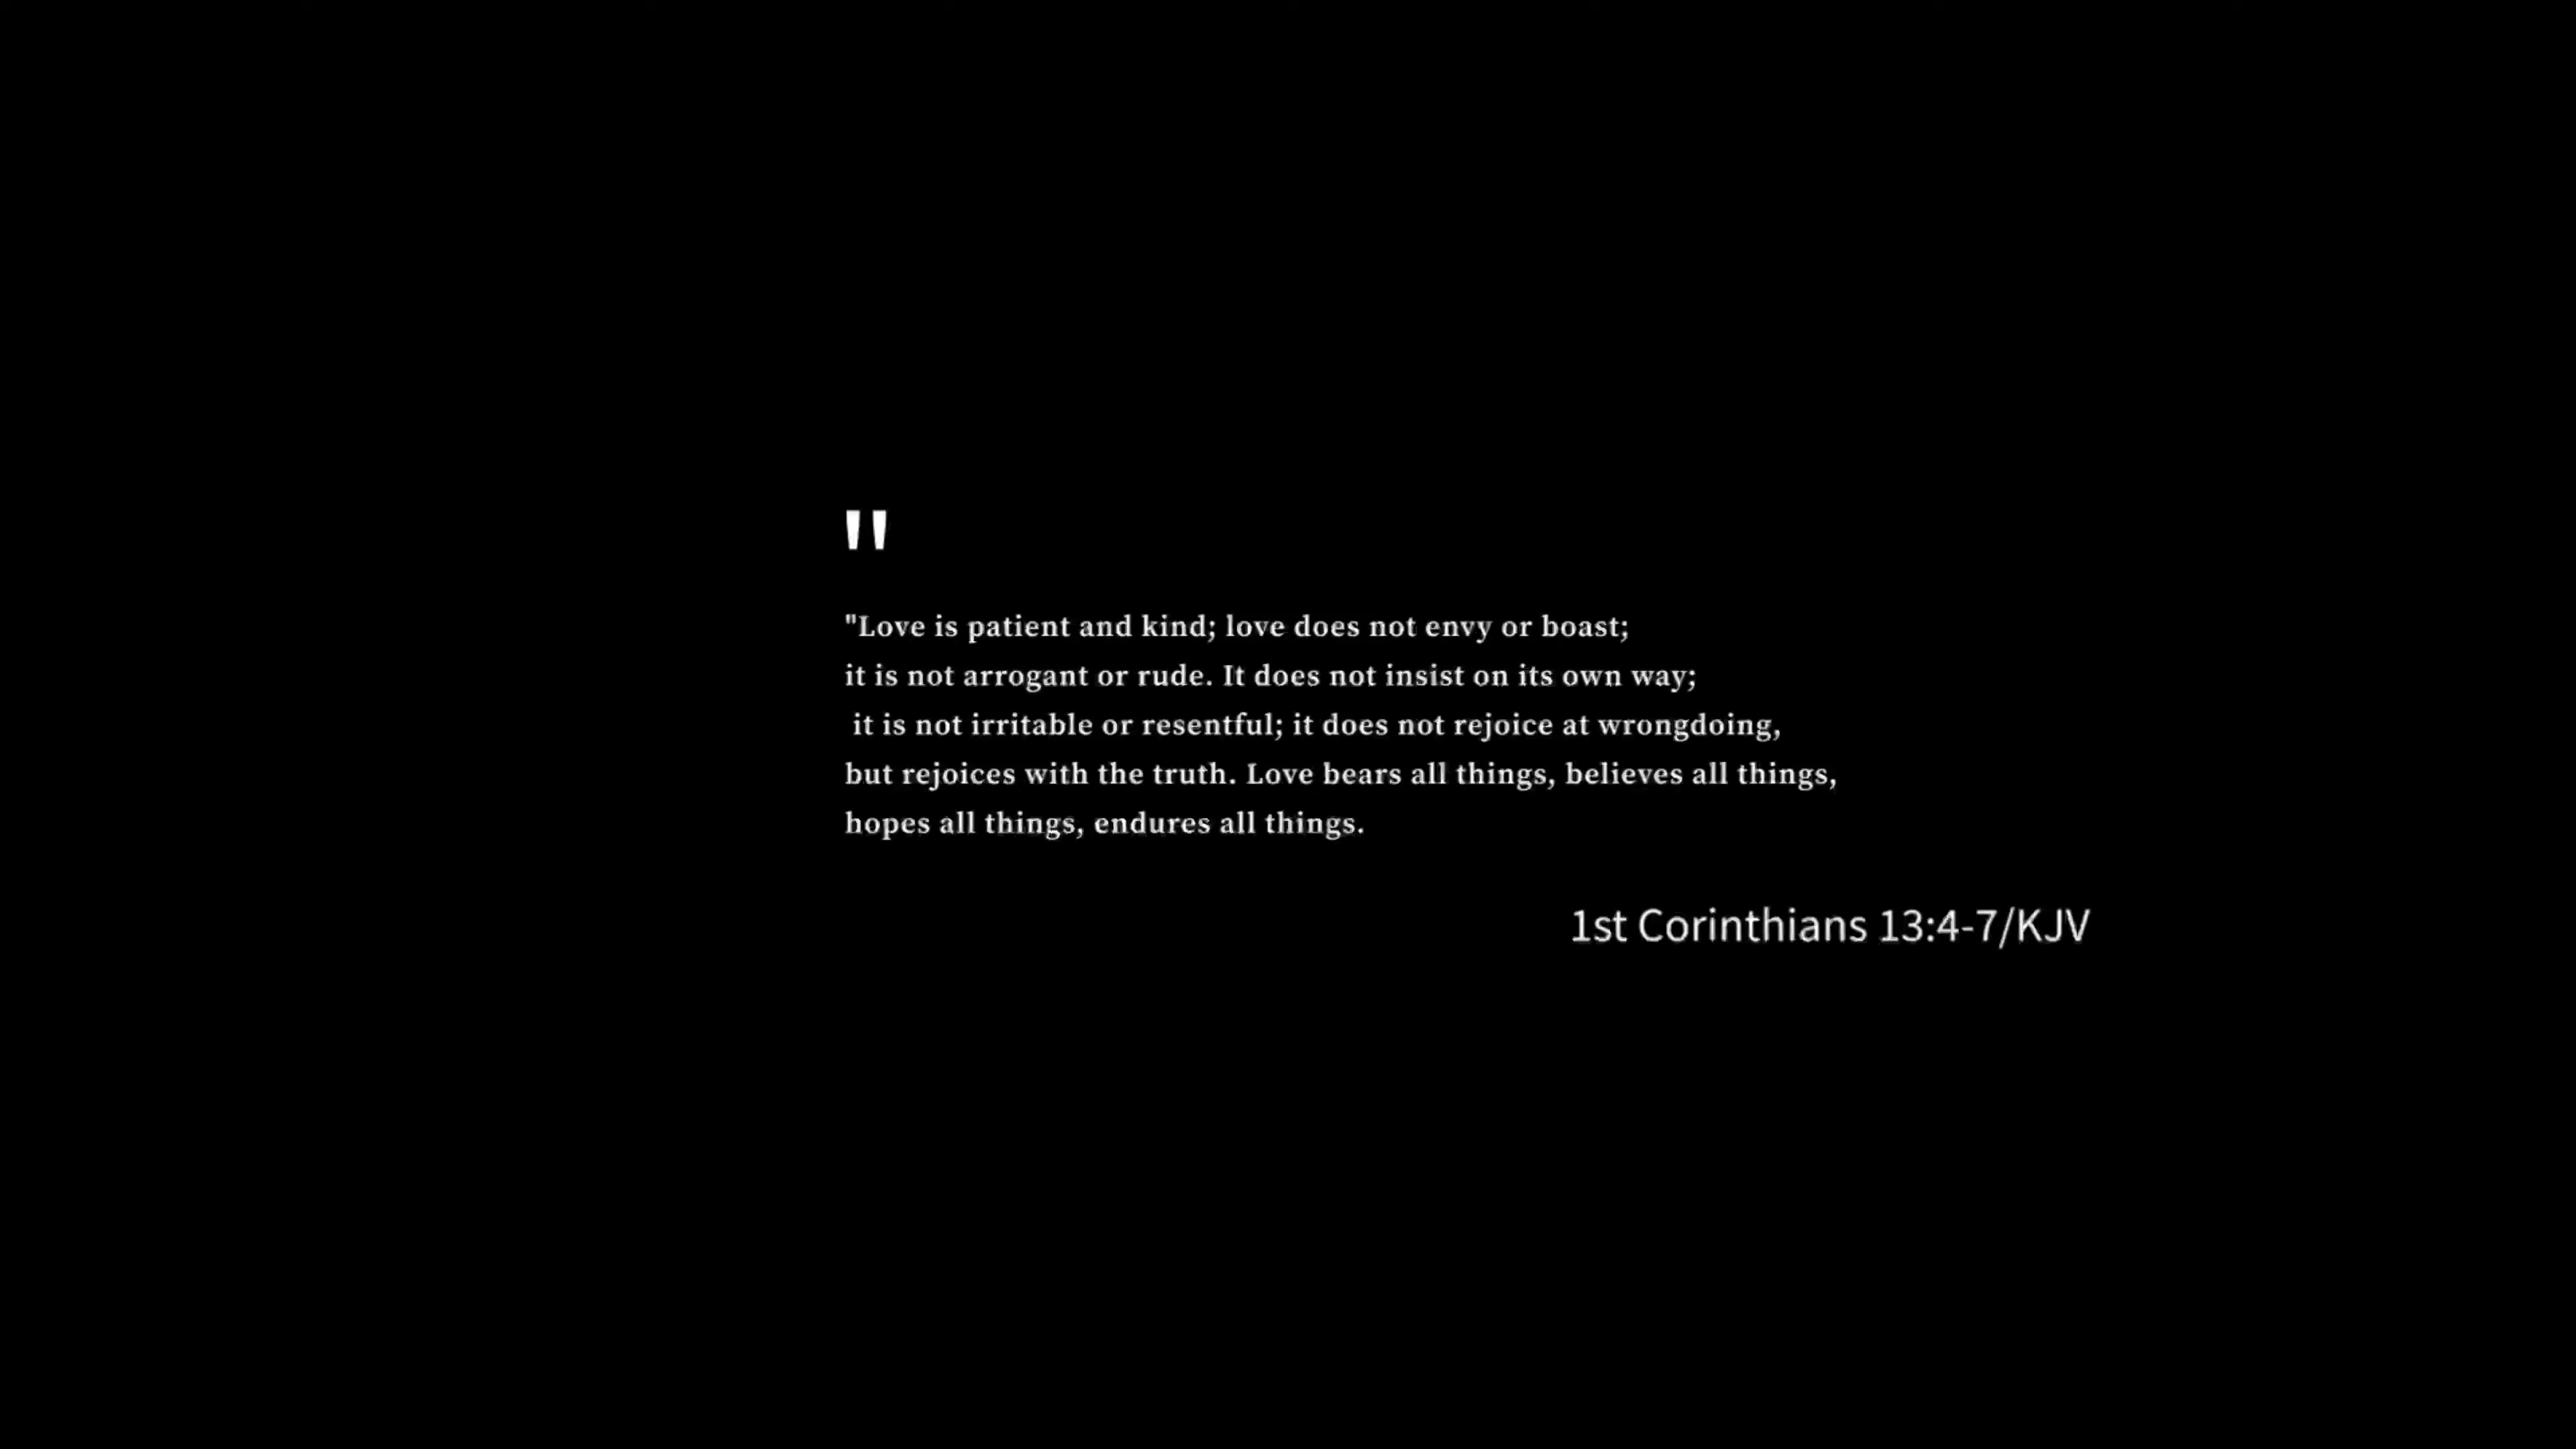 "
"Love is patient and kind; love does not envy or boast;
it is not arrogant or rude. It does not insist on its own way;
it is not irritable or resentful; it does not rejoice at wrongdoing,
but rejoices with the truth. Love bears all things, believes all things,
hopes all things, endures all things.
1st Corinthians 13:4-7/KJV